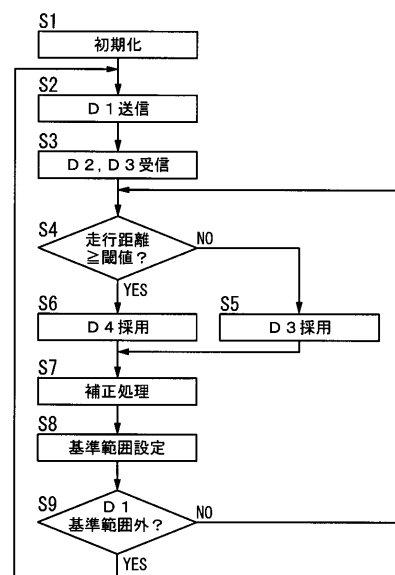 S1
初期化
S2
D1送信
S3
D2,D3受信
S4
走行距離
≧閾値?
NO
YES
S6
D4採用
S5
D3採用
S7
補正処理
S8
基準範囲設定
S9
D1
基準範囲外?
NO
YES